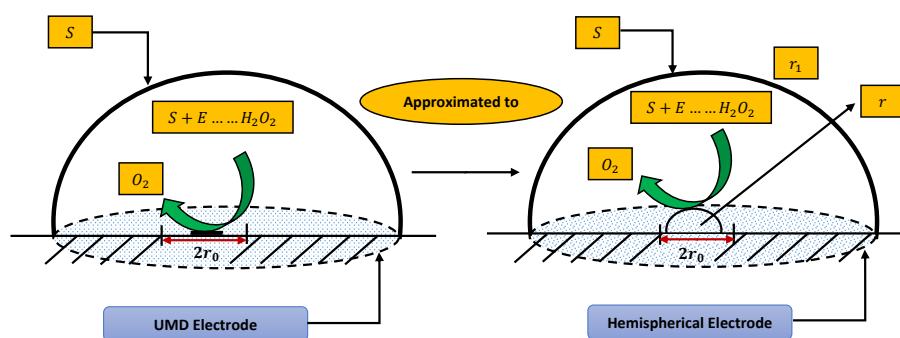 S
S + E ...... H₂O₂
O₂
2r₀
UMD Electrode
Approximated to
S
r₁
r
S + E ...... H₂O₂
O₂
2r₀
Hemispherical Electrode